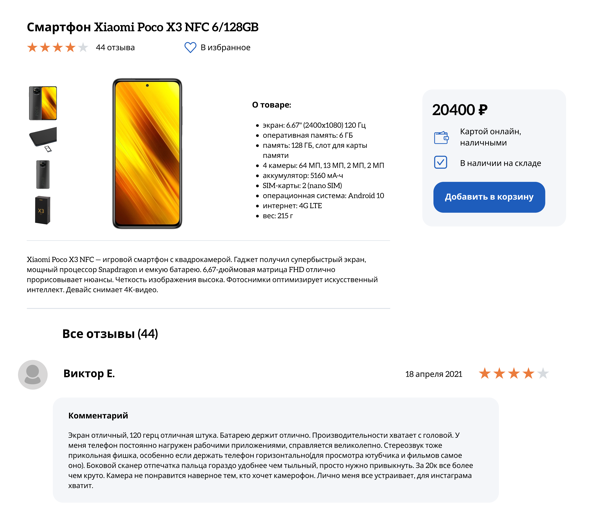 Смартфон Xiaomi Poco X3 NFC 6/128GB
44 отзыва
В избранное
О товаре:
экран: 6.67" (2400x1080) 120 Гц
оперативная память: 6 ГБ
память: 128 ГБ, слот для карты
памяти
4 камеры: 64 МП, 13 МП, 2 МП, 2 МП
аккумулятор: 5160 мА·ч
SIM-карты: 2 (nano SIM)
операционная система: Android 10
интернет: 4G LTE
вес: 215 г
20400 ₽
Картой онлайн,
наличными
В наличии на складе
Добавить в корзину
Xiaomi Poco X3 NFC — игровой смартфон с квадрокамерой. Гаджет получил супербыстрый экран,
мощный процессор Snapdragon и емкую батарею. 6,67-дюймовая матрица FHD отлично
прорисовывает нюансы. Четкость изображения высока. Фотоснимки оптимизирует искусственный
интеллект. Девайс снимает 4К-видео.
Все отзывы (44)
Виктор Е.
18 апреля 2021
Комментарий
Экран отличный, 120 герц отличная штука. Батарею держит отлично. Производительности хватает с головой. У
меня телефон постоянно нагружен рабочими приложениями, справляется великолепно. Стереозвук тоже
прикольная фишка, особенно если держать телефон горизонтально(для просмотра ютубчика и фильмов самое
оно). Боковой сканер отпечатка пальца гораздо удобнее чем тыльный, просто нужно привыкнуть. За 20к все более
чем круто. Камера не понравится наверное тем, кто хочет камерофон. Лично меня все устраивает, для инстаграма
хватит.